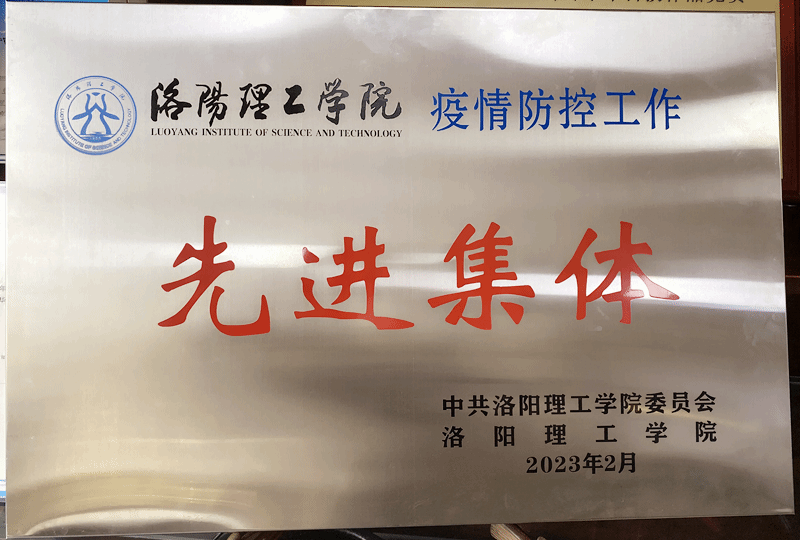 洛陽理工学院
LUOYANG INSTITUTE OF SCIENCE AND TECHNOLOGY
疫情防控工作
先进集体
中共洛阳理工学院委员会
洛阳理工学院
2023年2月